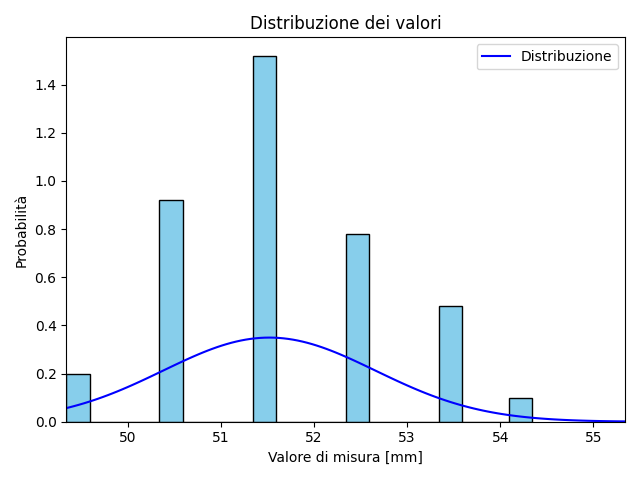 Distribuzione dei valori
Distribuzione
Probabilità
1.4
1.2
1.0
0.8
0.6
0.4
0.2
0.0
50 51 52 53 54 55
Valore di misura [mm]